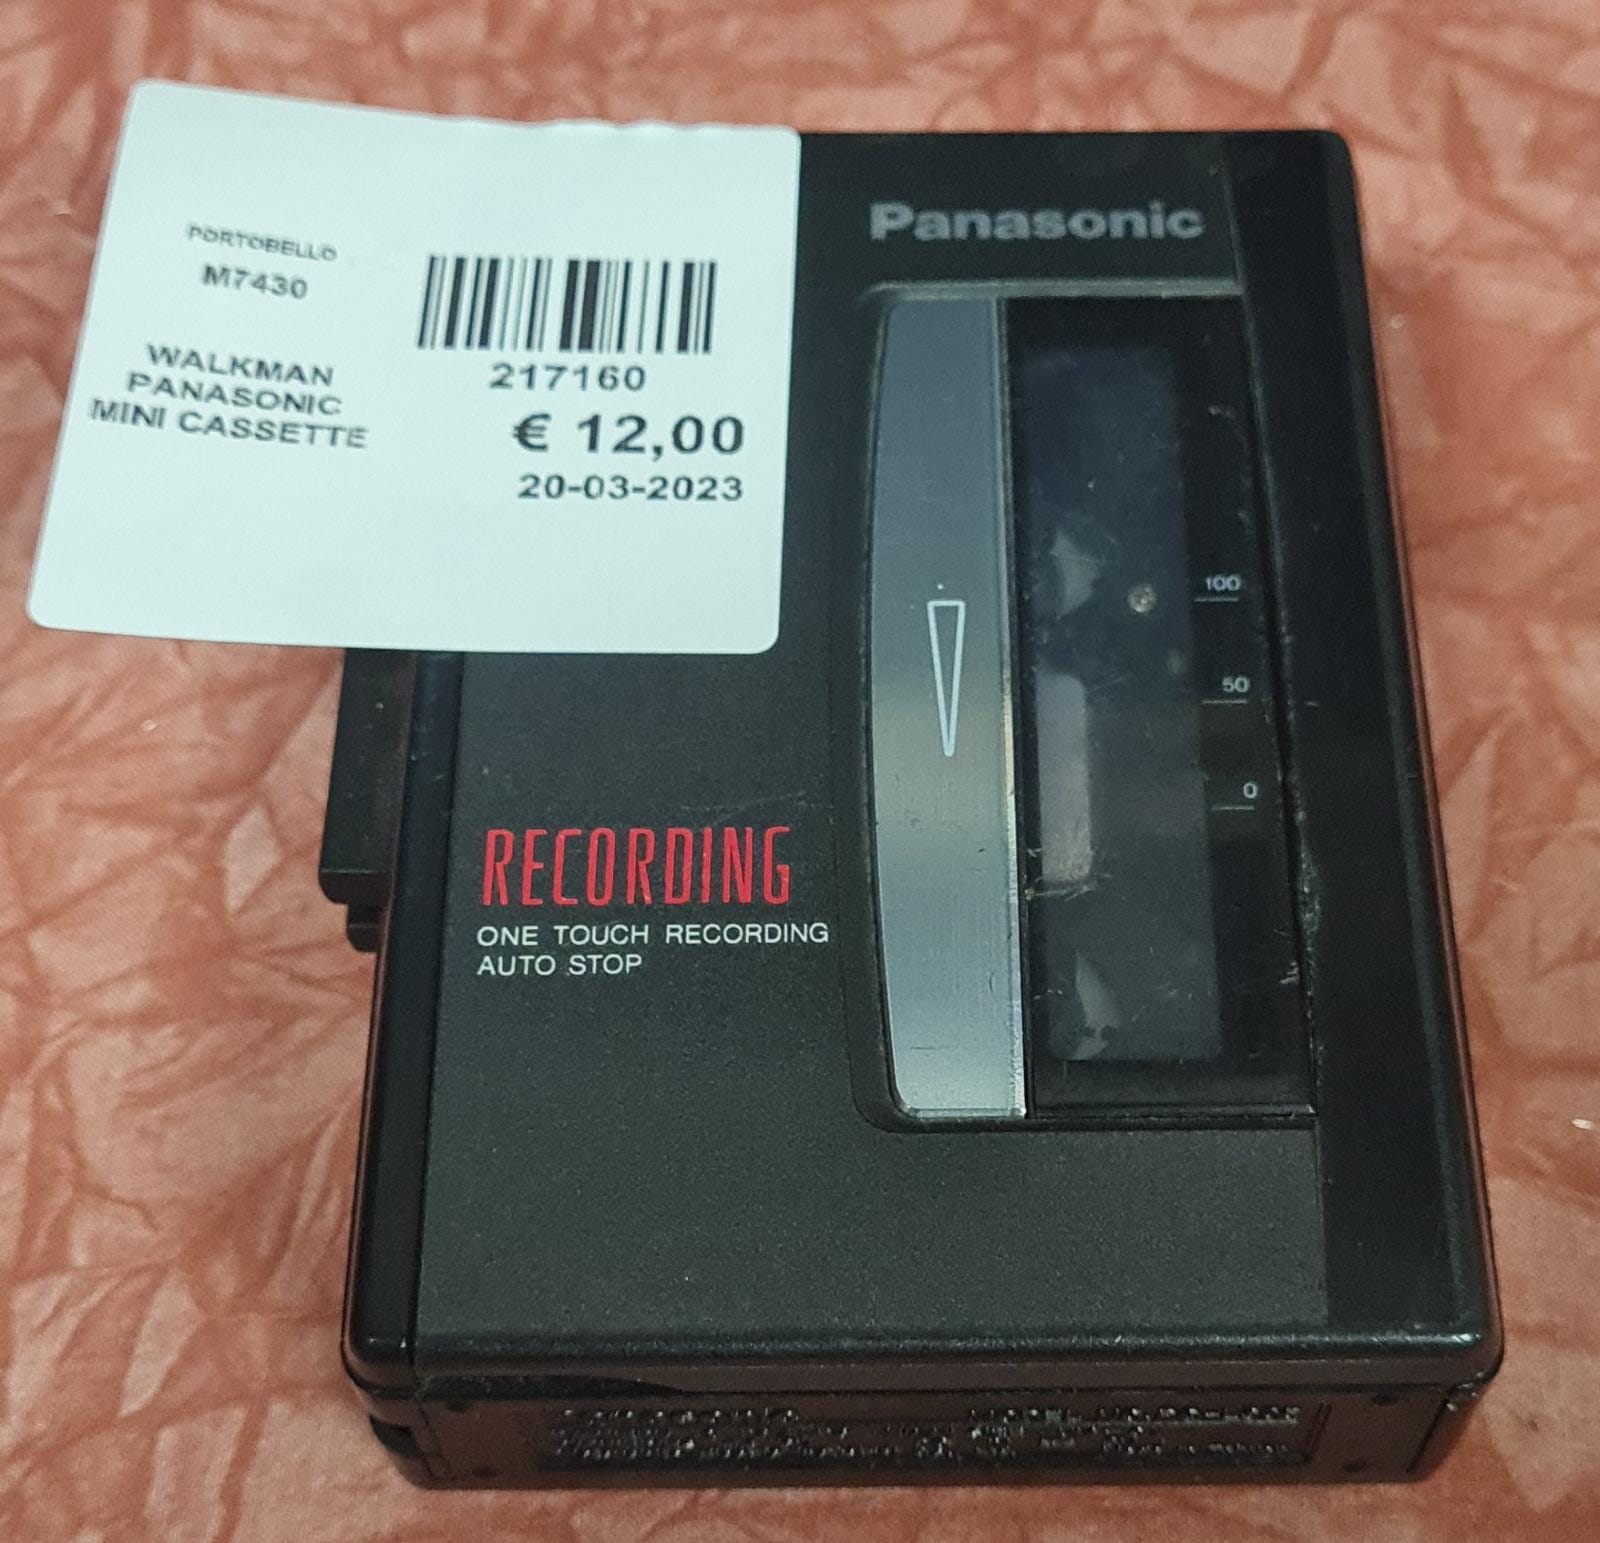 PORTOBELLO
M7430
WALKMAN
PANASONIC
MINI CASSETTE
217160
€ 12,00
20-03-2023
Panasonic
100
50
0
RECORDING
ONE TOUCH RECORDING
AUTO STOP